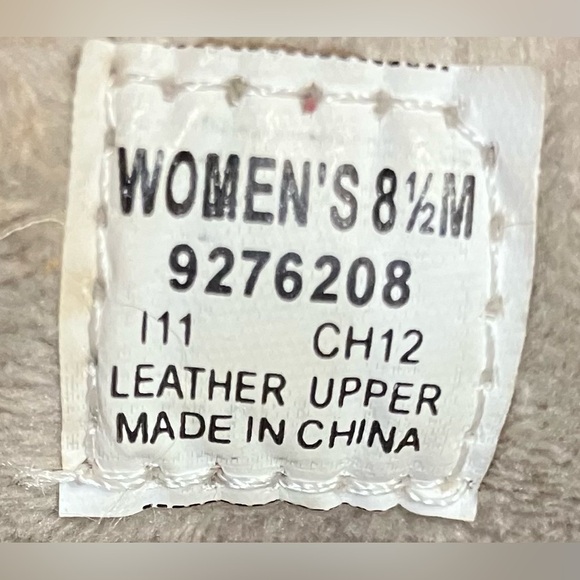 WOMEN'S 8½M
9276208
I11 CH12
LEATHER UPPER
MADE IN CHINA